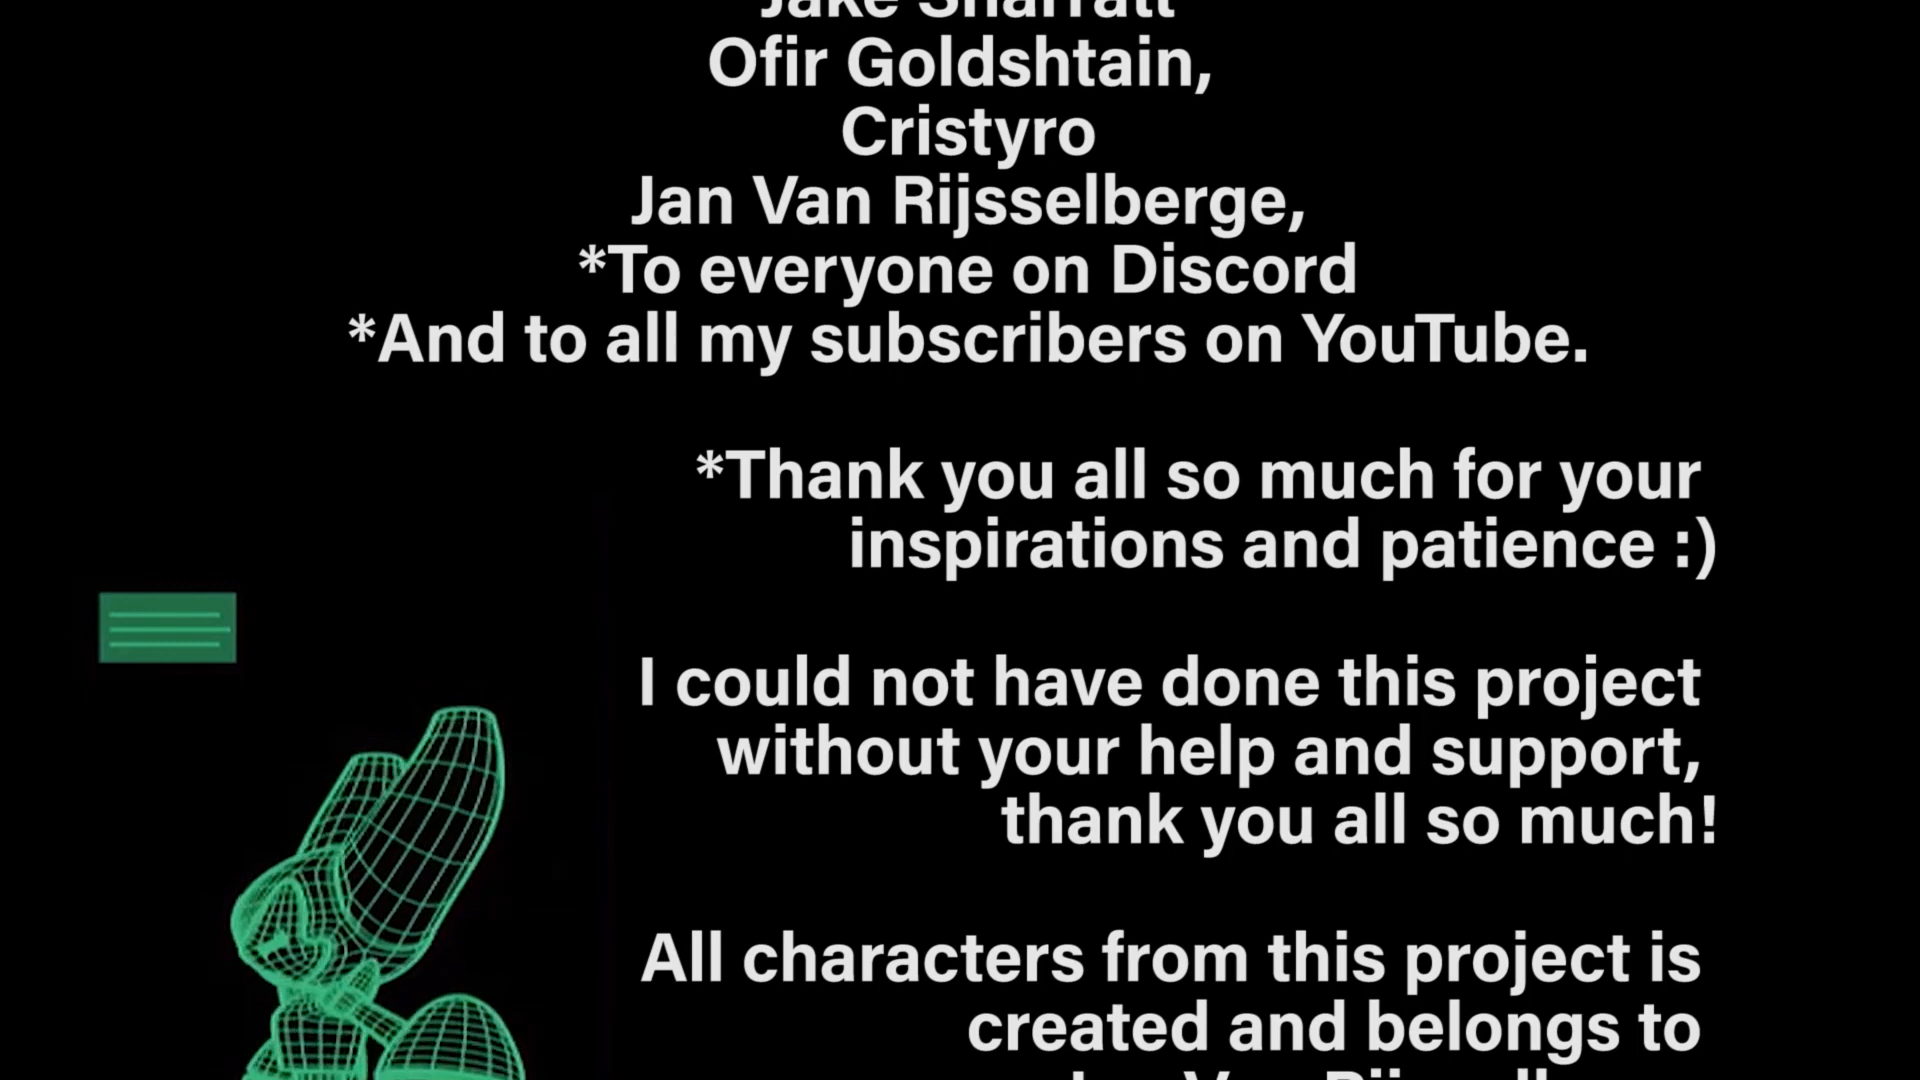 Jake Sharratt
Ofir Goldshtain,
Cristyro
Jan Van Rijsselberge,
*To everyone on Discord
*And to all my subscribers on YouTube.
*Thank you all so much for your
inspirations and patience :)
I could not have done this project
without your help and support,
thank you all so much!
All characters from this project is
created and belongs to